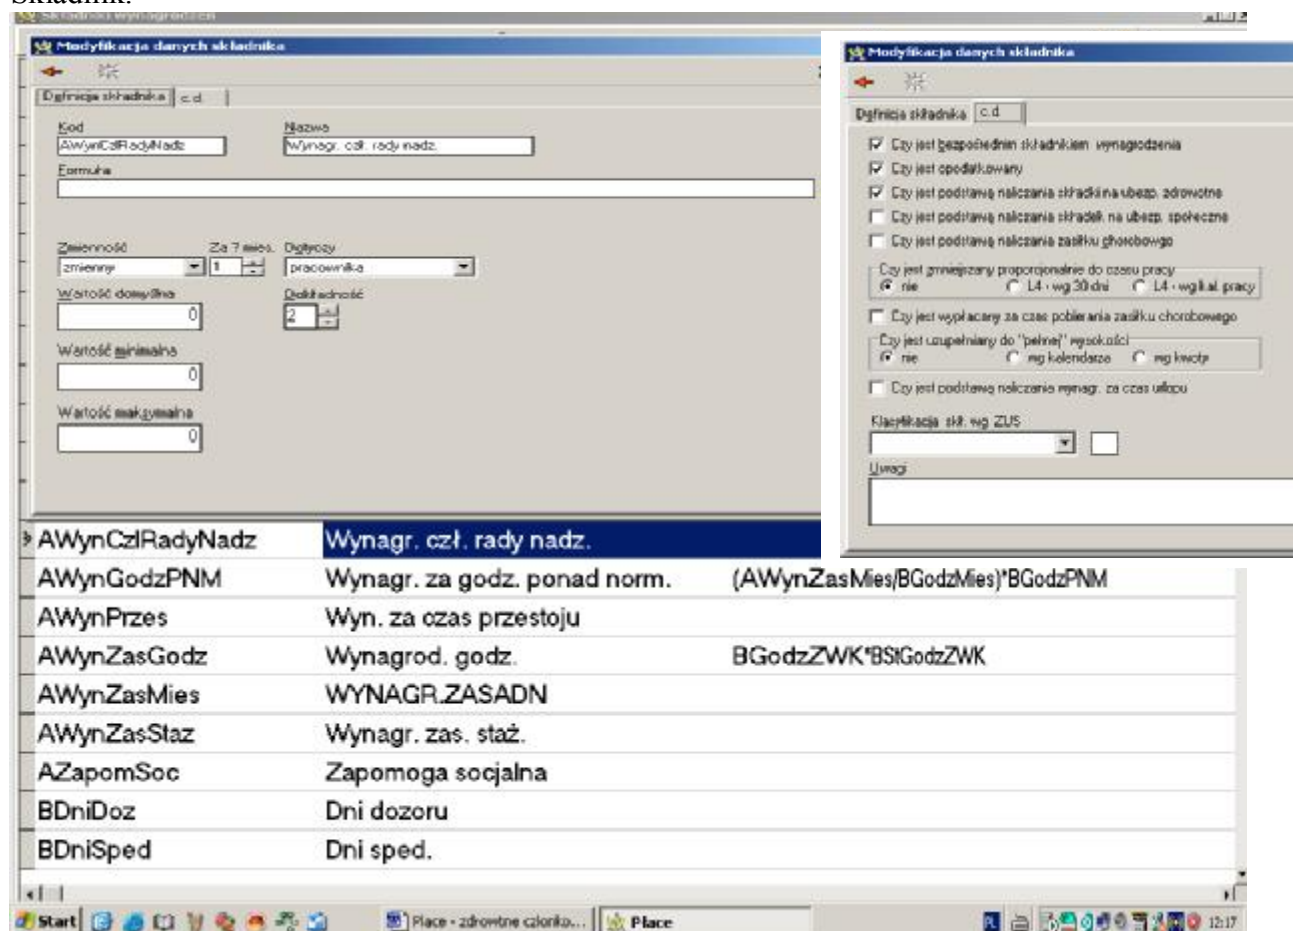 Składnik:
Składniki wynagrodzeń
Modyfikacja danych składnika
Definicja składnika c.d.
Kod Nazwa
AWynCzlRadyNadz Wynagr. czł. rady nadz.
Formuła
Zmienność Za ? mies. Dotyczy
zmienny 1 pracownika
Wartość domyślna Dokładność
0 2
Wartość minimalna
0
Wartość maksymalna
0
Modyfikacja danych składnika
Definicja składnika c.d.
Czy jest bezpośrednim składnikiem wynagrodzenia
Czy jest opodatkowany
Czy jest podstawą naliczania składki na ubezp. zdrowotne
Czy jest podstawą naliczania składek na ubezp. społeczne
Czy jest podstawą naliczania zasiłku chorobowego
Czy jest zmniejszany proporcjonalnie do czasu pracy
nie L4 - wg 30 dni L4 - wg kal. pracy
Czy jest wypłacany za czas pobierania zasiłku chorobowego
Czy jest uzupełniany do "pełnej" wysokości
nie wg kalendarza wg kwoty
Czy jest podstawą naliczania wynagr. za czas urlopu
Klasyfikacja skł. wg ZUS
Uwagi
AWynCzlRadyNadz Wynagr. czł. rady nadz.
AWynGodzPNM Wynagr. za godz. ponad norm. (AWynZasMies/BGodzMies)*BGodzPNM
AWynPrzes Wyn. za czas przestoju
AWynZasGodz Wynagrod. godz. BGodzZWK*BStGodzZWK
AWynZasMies WYNAGR.ZASADN
AWynZasStaz Wynagr. zas. staż.
AZapomSoc Zapomoga socjalna
BDniDoz Dni dozoru
BDniSped Dni sped.
Start Place - zdrowtne członko... Place PL 12:17